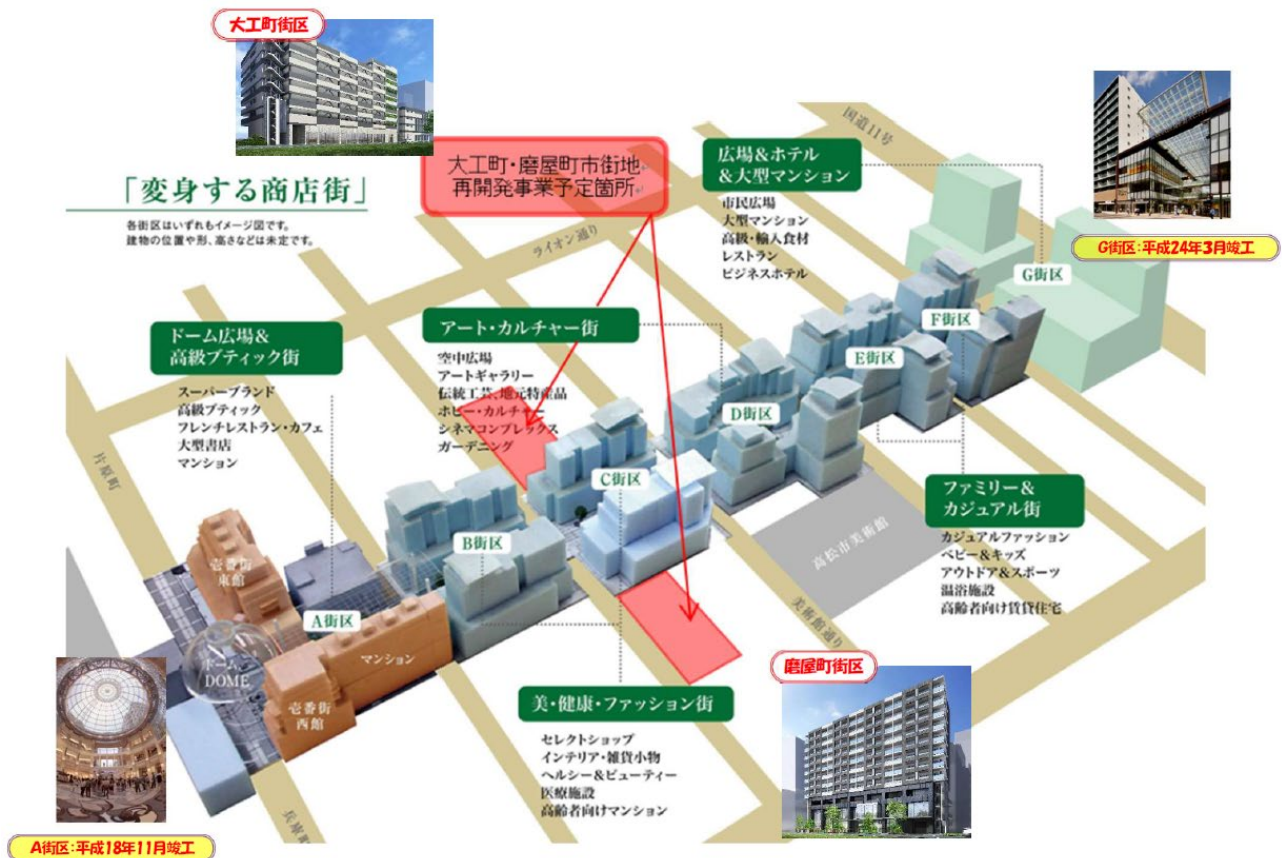 大工町街区
「変身する商店街」
各街区はいずれもイメージ図です。
建物の位置や形、高さなどは未定です。
大工町・磨屋町市街地
再開発事業予定箇所
国道11号
広場&ホテル
&大型マンション
市民広場
大型マンション
高級・輸入食材
レストラン
ビジネスホテル
G街区:平成24年3月竣工
G街区
ライオン通り
F街区
アート・カルチャー街
空中広場
アートギャラリー
伝統工芸、地元特産品
ホビー・カルチャー
シネマコンプレックス
ガーデニング
E街区
D街区
ドーム広場&
高級ブティック街
スーパーブランド
高級ブティック
フレンチレストラン・カフェ
大型書店
マンション
片原町
C街区
B街区
ファミリー&
カジュアル街
カジュアルファッション
ベビー&キッズ
アウトドア&スポーツ
温浴施設
高齢者向け賃貸住宅
高松市美術館
美術館通り
壱番街
東館
A街区
マンション
ドーム
DOME
壱番街
西館
磨屋町街区
美・健康・ファッション街
セレクトショップ
インテリア・雑貨小物
ヘルシー&ビューティー
医療施設
高齢者向けマンション
兵庫町
A街区:平成18年11月竣工